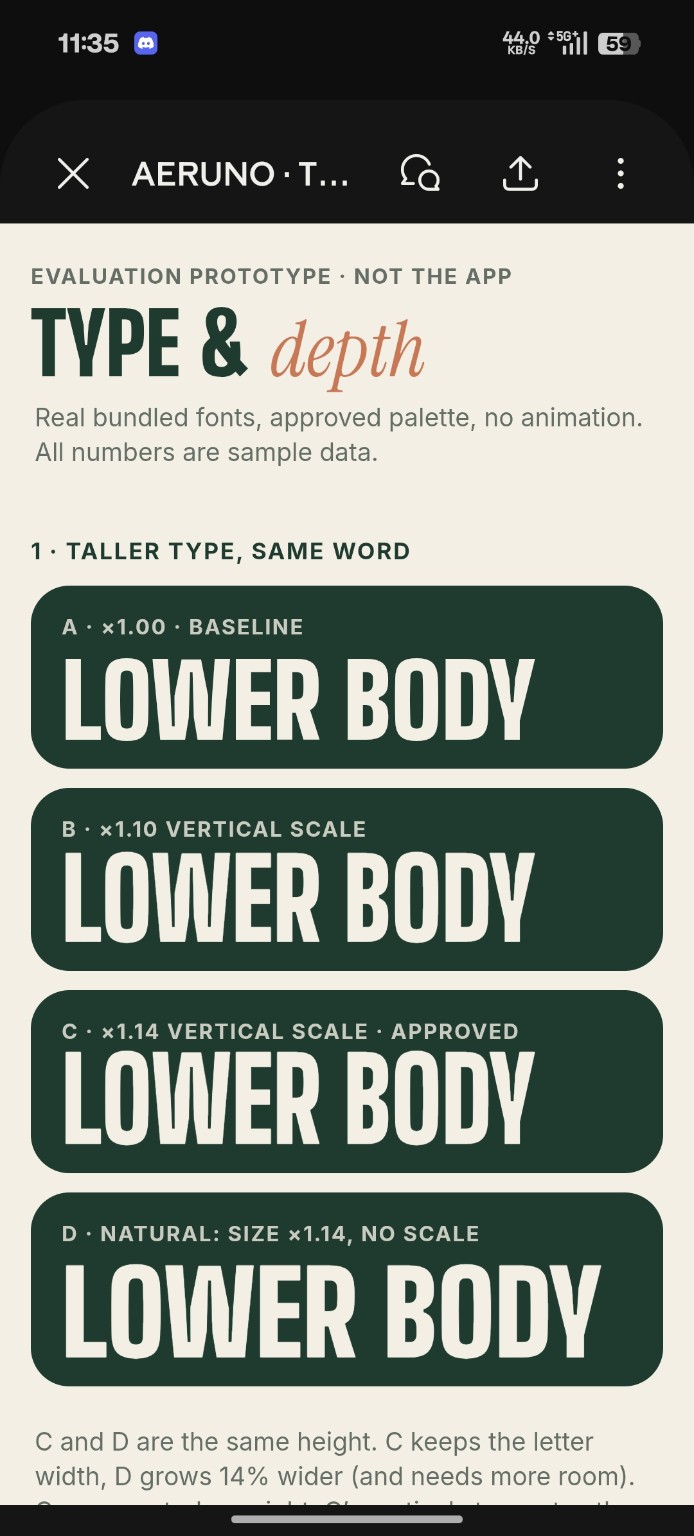 11:35
44.0 KB/S 5G+ 59
AERUNO · T...
EVALUATION PROTOTYPE · NOT THE APP
TYPE & depth
Real bundled fonts, approved palette, no animation.
All numbers are sample data.
1 · TALLER TYPE, SAME WORD
A · ×1.00 · BASELINE
LOWER BODY
B · ×1.10 VERTICAL SCALE
LOWER BODY
C · ×1.14 VERTICAL SCALE · APPROVED
LOWER BODY
D · NATURAL: SIZE ×1.14, NO SCALE
LOWER BODY
C and D are the same height. C keeps the letter
width, D grows 14% wider (and needs more room).